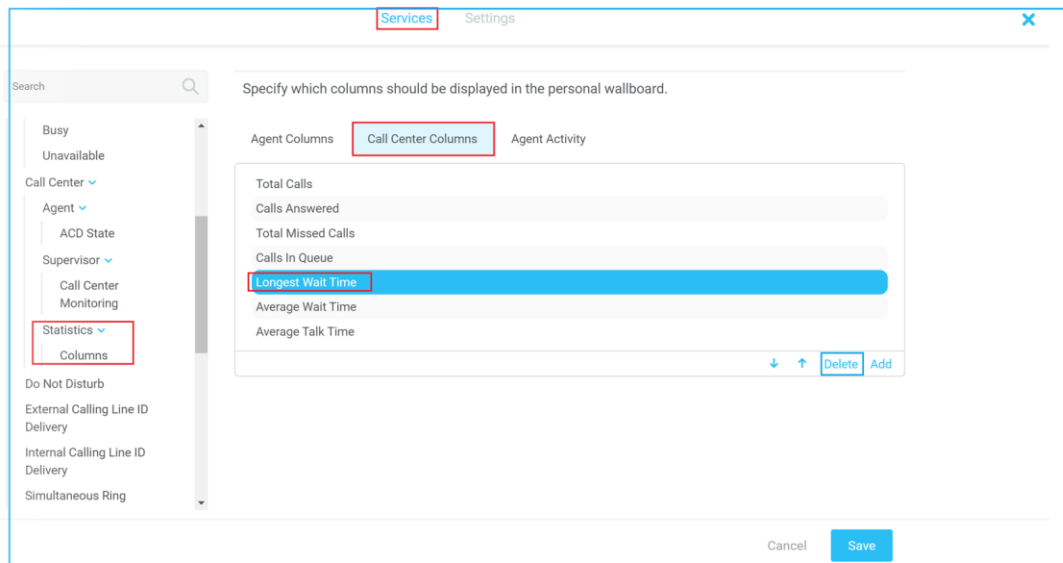 Services Settings
Search
Busy
Unavailable
Call Center
Agent
ACD State
Supervisor
Call Center
Monitoring
Statistics
Columns
Do Not Disturb
External Calling Line ID
Delivery
Internal Calling Line ID
Delivery
Simultaneous Ring
Specify which columns should be displayed in the personal wallboard.
Agent Columns Call Center Columns Agent Activity
Total Calls
Calls Answered
Total Missed Calls
Calls In Queue
Longest Wait Time
Average Wait Time
Average Talk Time
Delete Add
Cancel Save